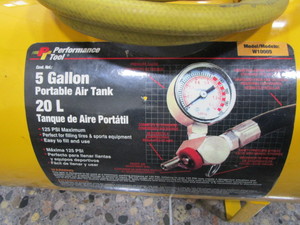 Performance
Tool
Model/Modelo:
W10005
5 Gallon
Portable Air Tank
20 L
Tanque de Aire Portátil
• 125 PSI Maximum
• Perfect for filling tires & sports equipment
• Easy to fill and use
• Máxima 125 PSI
• Perfecto para llenar llantas
y equipos deportivos
• Fácil de llenar y usar